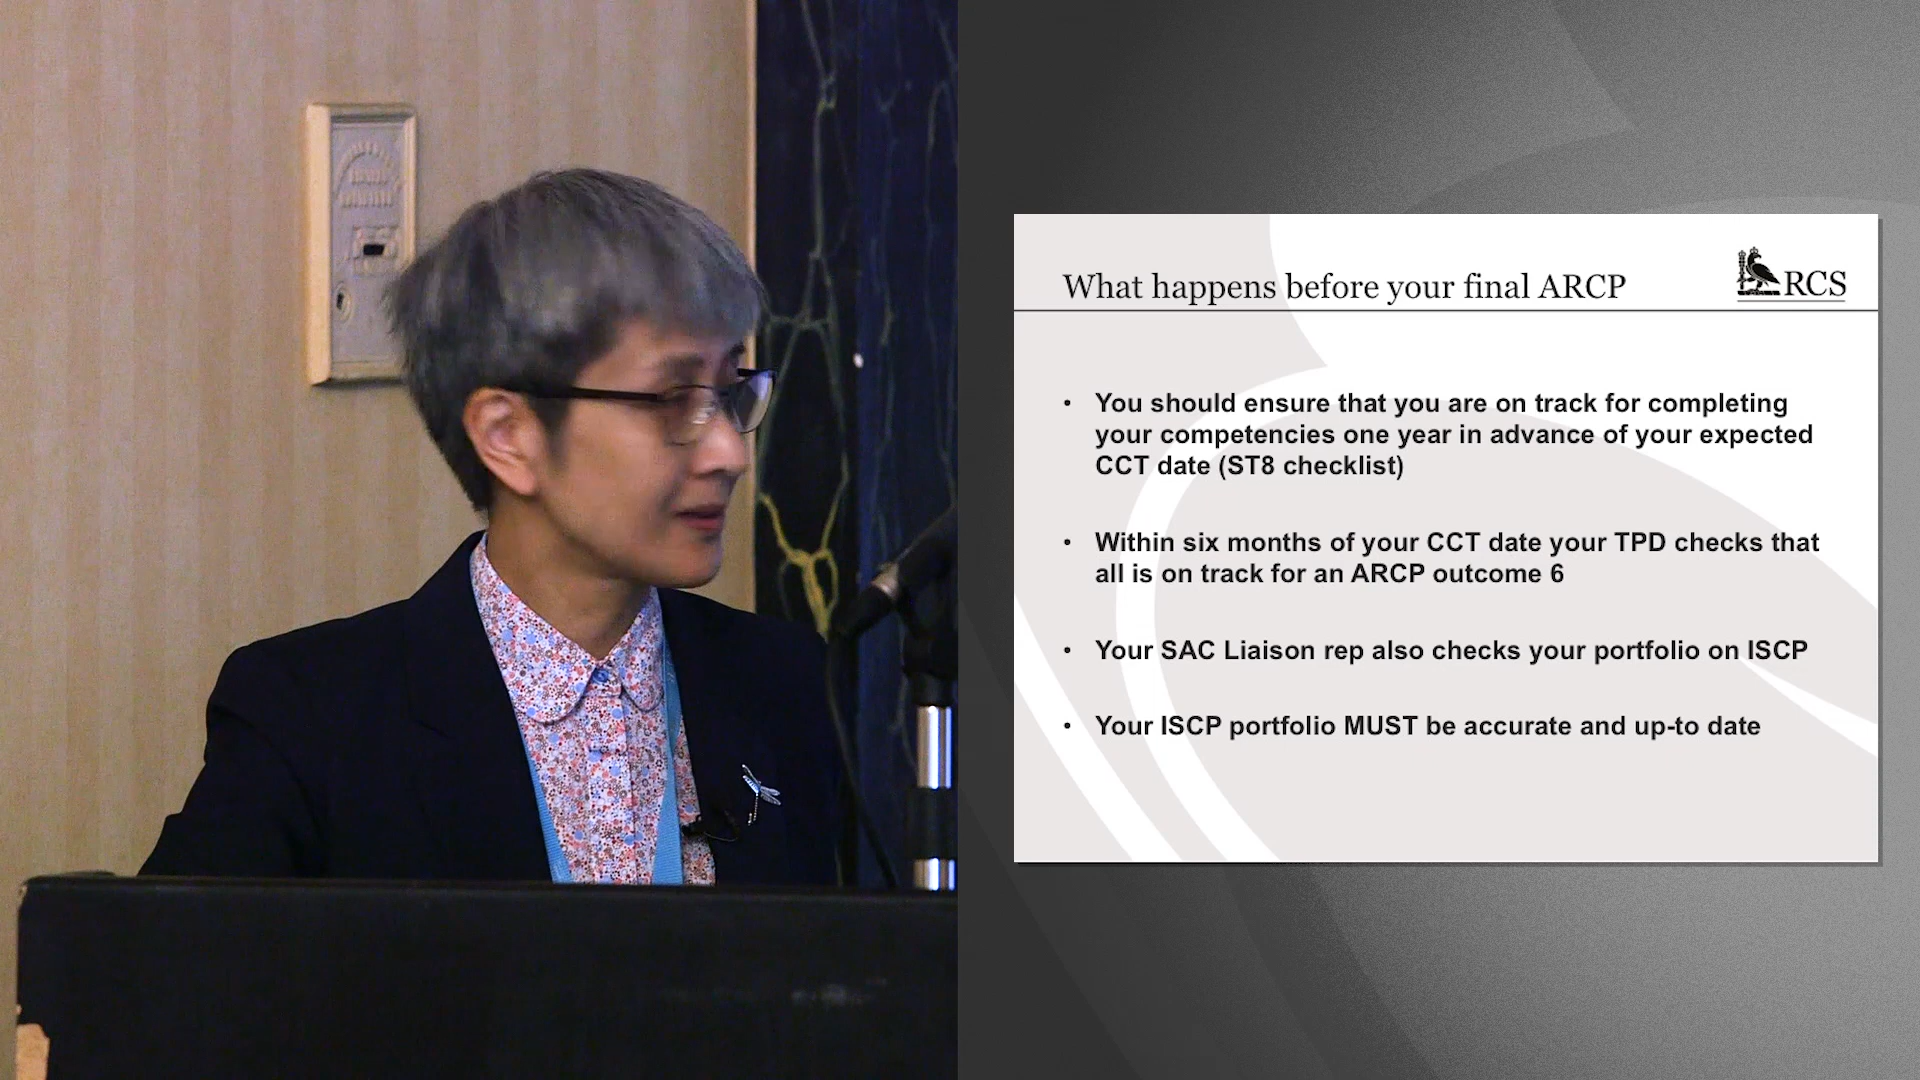 What happens before your final ARCP
RCS
• You should ensure that you are on track for completing
your competencies one year in advance of your expected
CCT date (ST8 checklist)
• Within six months of your CCT date your TPD checks that
all is on track for an ARCP outcome 6
• Your SAC Liaison rep also checks your portfolio on ISCP
• Your ISCP portfolio MUST be accurate and up-to date